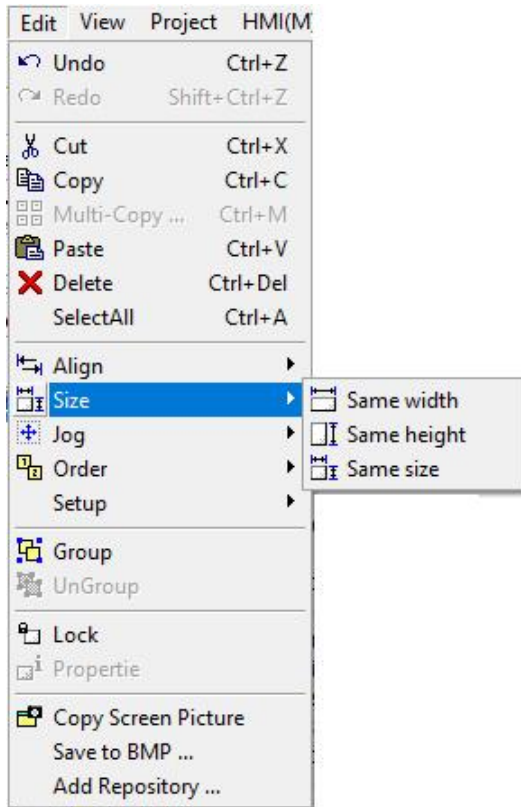 Edit View Project HMI(M
Undo Ctrl+Z
Redo Shift+Ctrl+Z
Cut Ctrl+X
Copy Ctrl+C
Multi-Copy ... Ctrl+M
Paste Ctrl+V
Delete Ctrl+Del
SelectAll Ctrl+A
Align
Size
Same width
Same height
Same size
Jog
Order
Setup
Group
UnGroup
Lock
Propertie
Copy Screen Picture
Save to BMP ...
Add Repository ...